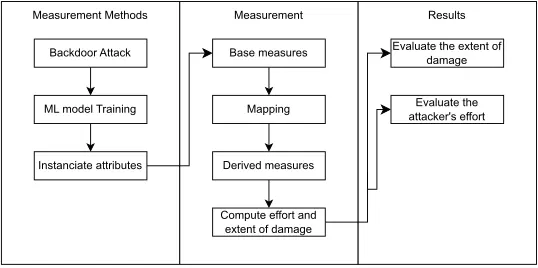 Measurement Methods
Backdoor Attack
ML model Training
Instanciate attributes
Measurement
Base measures
Mapping
Derived measures
Compute effort and
extent of damage
Results
Evaluate the extent of
damage
Evaluate the
attacker's effort